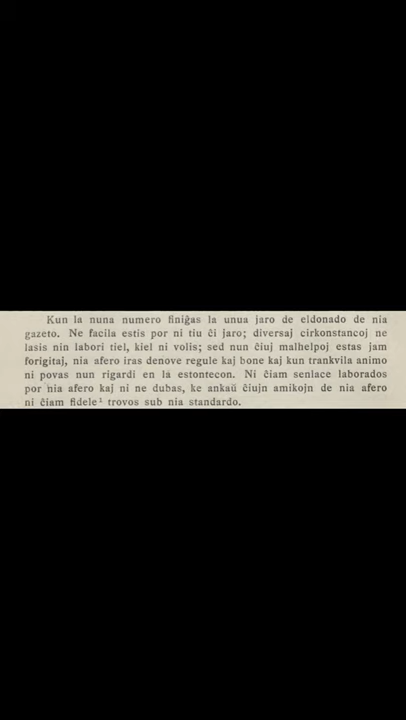 Kun la nuna numero finiĝas la unua jaro de eldonado de nia
gazeto. Ne facila estis por ni tiu ĉi jaro; diversaj cirkonstancoj ne
lasis nin labori tiel, kiel ni volis; sed nun ĉiuj malhelpoj estas jam
forigitaj, nia afero iras denove regule kaj bone kaj kun trankvila animo
ni povas nun rigardi en la estontecon. Ni ĉiam senlace laborados
por nia afero kaj ni ne dubas, ke ankaŭ ĉiujn amikojn de nia afero
ni ĉiam fidele¹ trovos sub nia standardo.